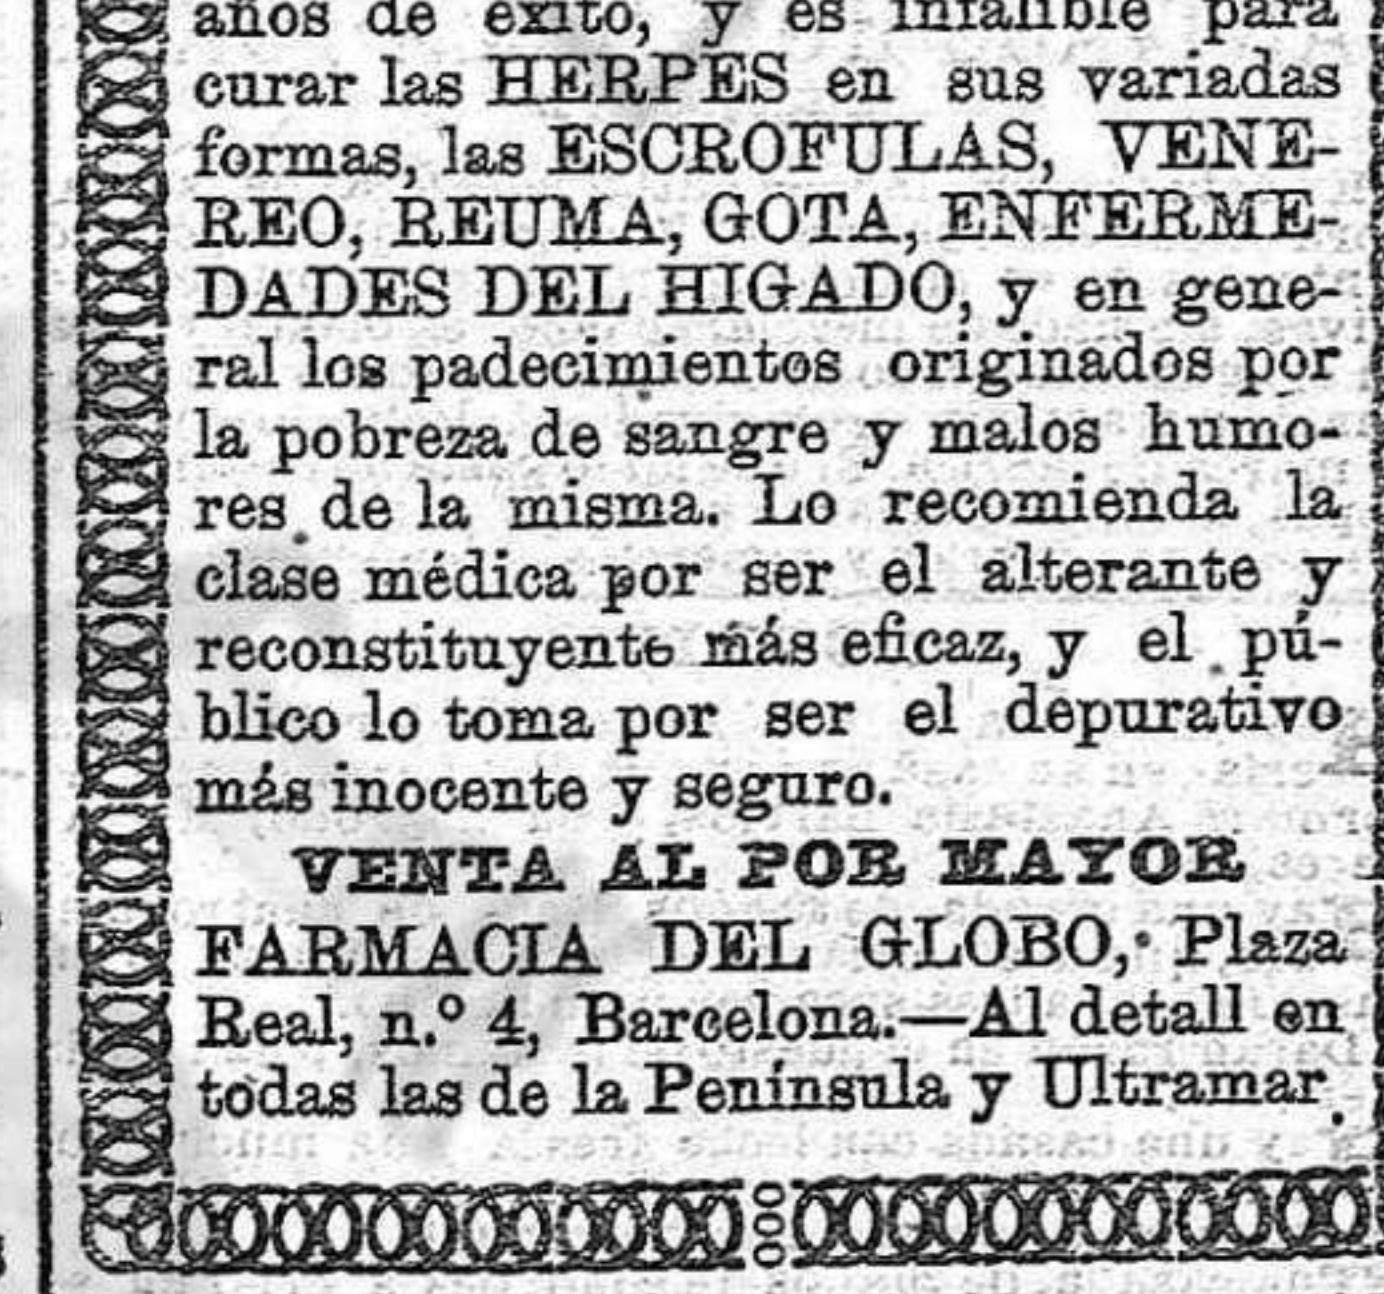 años de éxito, y es infalible para
curar las HERPES en sus variadas
formas, las ESCROFULAS, VENE-
REO, REUMA, GOTA, ENFERME-
DADES DEL HIGADO, y en gene-
ral los padecimientos originados por
la pobreza de sangre y malos humo-
res de la misma. Lo recomienda la
clase médica por ser el alterante y
reconstituyente más eficaz, y el pú-
blico lo toma por ser el depurativo
más inocente y seguro.
VENTA AL POR MAYOR
FARMACIA DEL GLOBO, Plaza
Real, n.º 4, Barcelona.—Al detall en
todas las de la Península y Ultramar.